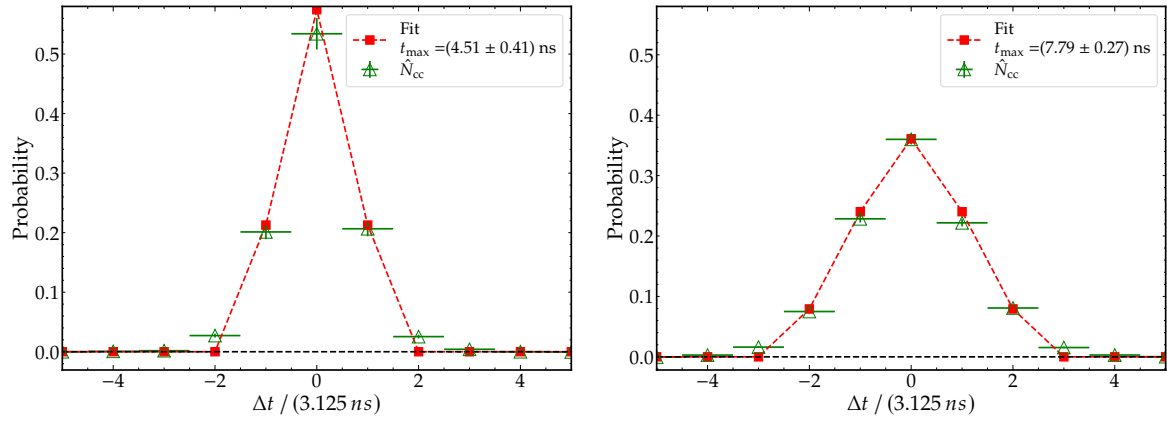 Fit
t_max =(4.51 ± 0.41) ns
N̂_cc
Probability
0.5
0.4
0.3
0.2
0.1
0.0
−4
−2
0
2
4
Δt / (3.125 ns)
Fit
t_max =(7.79 ± 0.27) ns
N̂_cc
Probability
0.5
0.4
0.3
0.2
0.1
0.0
−4
−2
0
2
4
Δt / (3.125 ns)